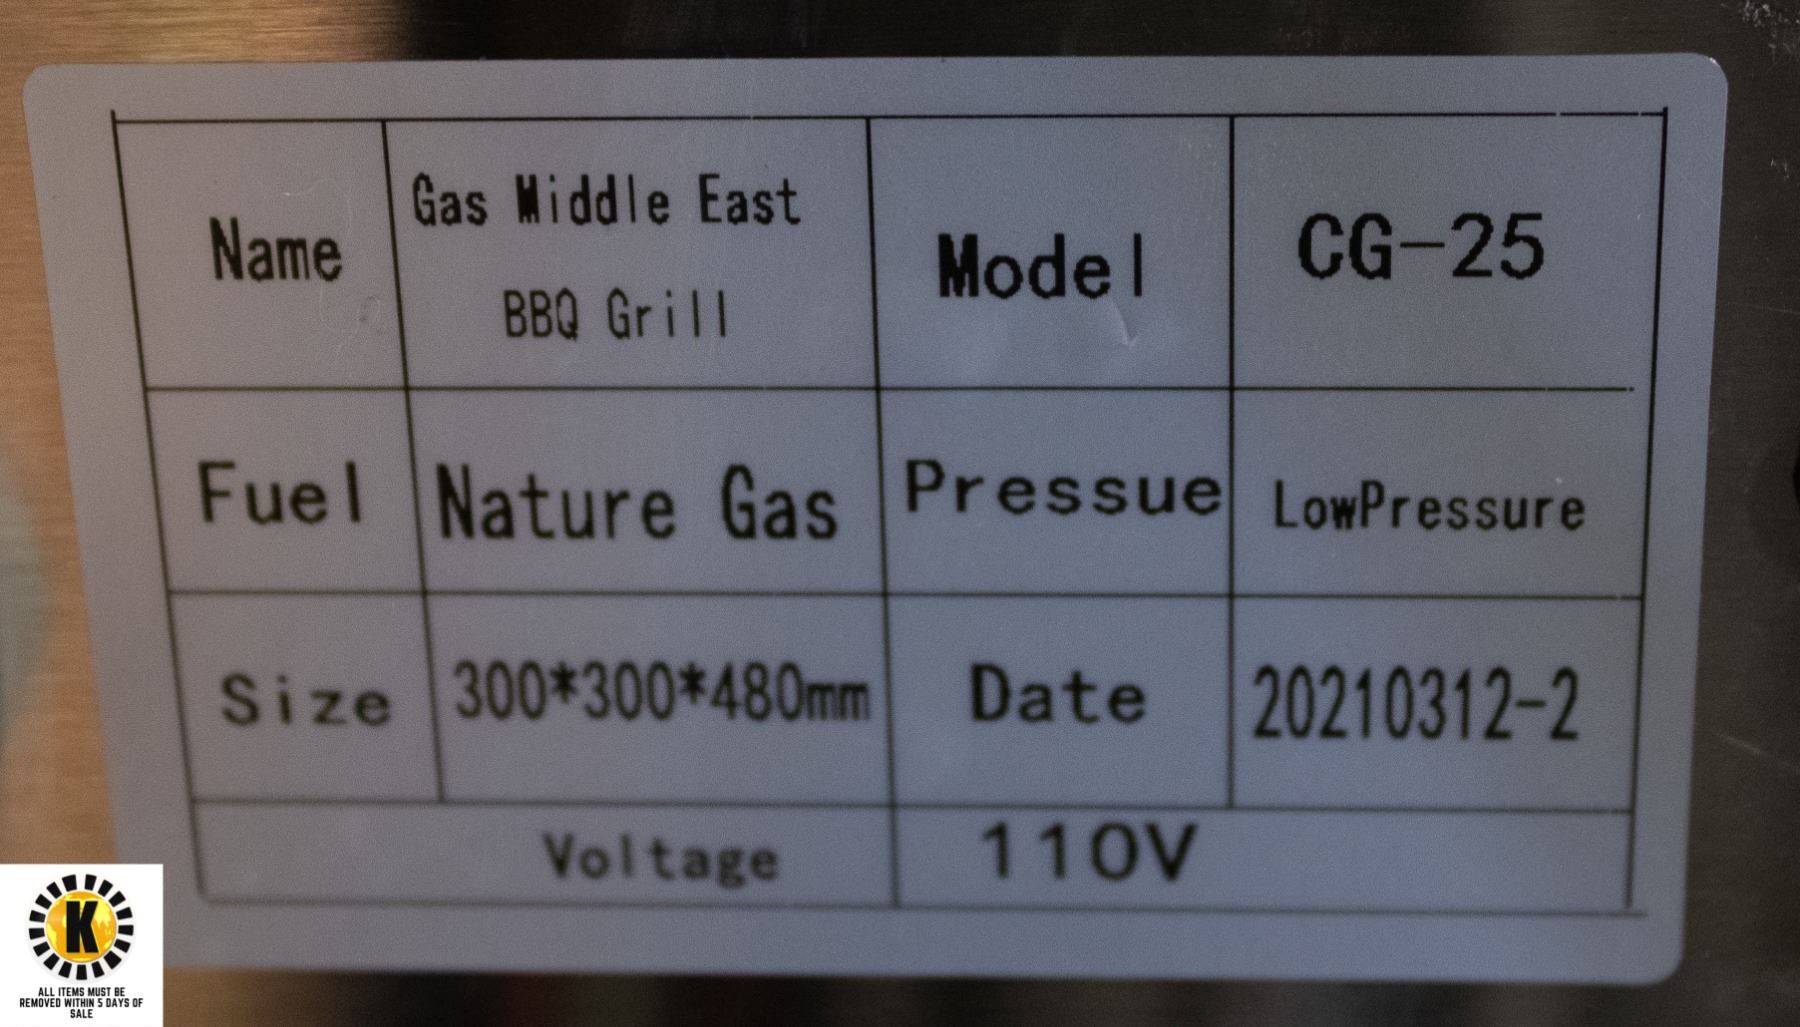 Name Gas Middle East BBQ Grill Model CG-25
Fuel Nature Gas Pressue LowPressure
Size 300*300*480mm Date 20210312-2
Voltage 110V
K
ALL ITEMS MUST BE
REMOVED WITHIN 5 DAYS OF
SALE